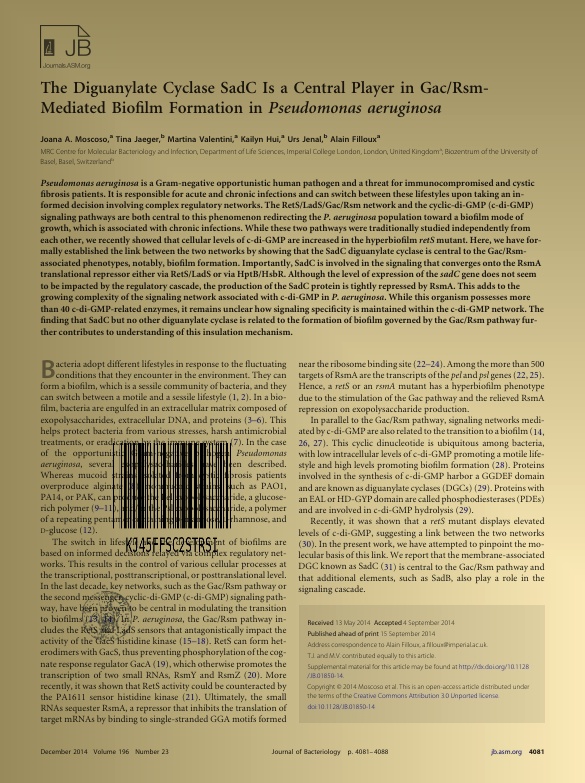 JB
Journals.ASM.org
The Diguanylate Cyclase SadC Is a Central Player in Gac/Rsm-
Mediated Biofilm Formation in Pseudomonas aeruginosa
Joana A. Moscoso,a Tina Jaeger,b Martina Valentini,a Kailyn Hui,a Urs Jenal,b Alain Fillouxa
MRC Centre for Molecular Bacteriology and Infection, Department of Life Sciences, Imperial College London, London, United Kingdoma; Biozentrum of the University of
Basel, Basel, Switzerlandb
Pseudomonas aeruginosa is a Gram-negative opportunistic human pathogen and a threat for immunocompromised and cystic
fibrosis patients. It is responsible for acute and chronic infections and can switch between these lifestyles upon taking an in-
formed decision involving complex regulatory networks. The RetS/LadS/Gac/Rsm network and the cyclic-di-GMP (c-di-GMP)
signaling pathways are both central to this phenomenon redirecting the P. aeruginosa population toward a biofilm mode of
growth, which is associated with chronic infections. While these two pathways were traditionally studied independently from
each other, we recently showed that cellular levels of c-di-GMP are increased in the hyperbiofilm retS mutant. Here, we have for-
mally established the link between the two networks by showing that the SadC diguanylate cyclase is central to the Gac/Rsm-
associated phenotypes, notably, biofilm formation. Importantly, SadC is involved in the signaling that converges onto the RsmA
translational repressor either via RetS/LadS or via HptB/HsbR. Although the level of expression of the sadC gene does not seem
to be impacted by the regulatory cascade, the production of the SadC protein is tightly repressed by RsmA. This adds to the
growing complexity of the signaling network associated with c-di-GMP in P. aeruginosa. While this organism possesses more
than 40 c-di-GMP-related enzymes, it remains unclear how signaling specificity is maintained within the c-di-GMP network. The
finding that SadC but no other diguanylate cyclase is related to the formation of biofilm governed by the Gac/Rsm pathway fur-
ther contributes to understanding of this insulation mechanism.
Bacteria adopt different lifestyles in response to the fluctuating
conditions that they encounter in the environment. They can
form a biofilm, which is a sessile community of bacteria, and they
can switch between a motile and a sessile lifestyle (1, 2). In a bio-
film, bacteria are engulfed in an extracellular matrix composed of
exopolysaccharides, extracellular DNA, and proteins (3–6). This
helps protect bacteria from various stresses, harsh antimicrobial
treatments, or eradication by the immune system (7). In the case
of the opportunistic pathogen Pseudomonas
aeruginosa, several exopolysaccharides have been described.
Whereas mucoid strains isolated from cystic fibrosis patients
overproduce alginate such as PAO1,
PA14, or PAK, can produce the Pel polysaccharide, a glucose-
rich polymer (9–11), a polymer
of a repeating pentamer rhamnose, and
D-glucose (12).
KJ45FFSC2STRSI
The switch in lifestyles development of biofilms are
based on informed decisions relayed via complex regulatory net-
works. This results in the control of various cellular processes at
the transcriptional, posttranscriptional, or posttranslational level.
In the last decade, key networks, such as the Gac/Rsm pathway or
the second messenger cyclic-di-GMP (c-di-GMP) signaling path-
way, have been proven to be central in modulating the transition
to biofilms (13, 14). In P. aeruginosa, the Gac/Rsm pathway in-
cludes the RetS and LadS sensors that antagonistically impact the
activity of the GacS histidine kinase (15–18). RetS can form het-
erodimers with GacS, thus preventing phosphorylation of the cog-
nate response regulator GacA (19), which otherwise promotes the
transcription of two small RNAs, RsmY and RsmZ (20). More
recently, it was shown that RetS activity could be counteracted by
the PA1611 sensor histidine kinase (21). Ultimately, the small
RNAs sequester RsmA, a repressor that inhibits the translation of
target mRNAs by binding to single-stranded GGA motifs formed
near the ribosome binding site (22–24). Among the more than 500
targets of RsmA are the transcripts of the pel and psl genes (22, 25).
Hence, a retS or an rsmA mutant has a hyperbiofilm phenotype
due to the stimulation of the Gac pathway and the relieved RsmA
repression on exopolysaccharide production.
In parallel to the Gac/Rsm pathway, signaling networks medi-
ated by c-di-GMP are also related to the transition to a biofilm (14,
26, 27). This cyclic dinucleotide is ubiquitous among bacteria,
with low intracellular levels of c-di-GMP promoting a motile life-
style and high levels promoting biofilm formation (28). Proteins
involved in the synthesis of c-di-GMP harbor a GGDEF domain
and are known as diguanylate cyclases (DGCs) (29). Proteins with
an EAL or HD-GYP domain are called phosphodiesterases (PDEs)
and are involved in c-di-GMP hydrolysis (29).
Recently, it was shown that a retS mutant displays elevated
levels of c-di-GMP, suggesting a link between the two networks
(30). In the present work, we have attempted to pinpoint the mo-
lecular basis of this link. We report that the membrane-associated
DGC known as SadC (31) is central to the Gac/Rsm pathway and
that additional elements, such as SadB, also play a role in the
signaling cascade.
Received 13 May 2014 Accepted 4 September 2014
Published ahead of print 15 September 2014
Address correspondence to Alain Filloux, a.filloux@imperial.ac.uk.
T.J. and M.V. contributed equally to this article.
Supplemental material for this article may be found at http://dx.doi.org/10.1128
/JB.01850-14.
Copyright © 2014 Moscoso et al. This is an open-access article distributed under
the terms of the Creative Commons Attribution 3.0 Unported license.
doi:10.1128/JB.01850-14
December 2014 Volume 196 Number 23
Journal of Bacteriology p. 4081–4088
jb.asm.org 4081